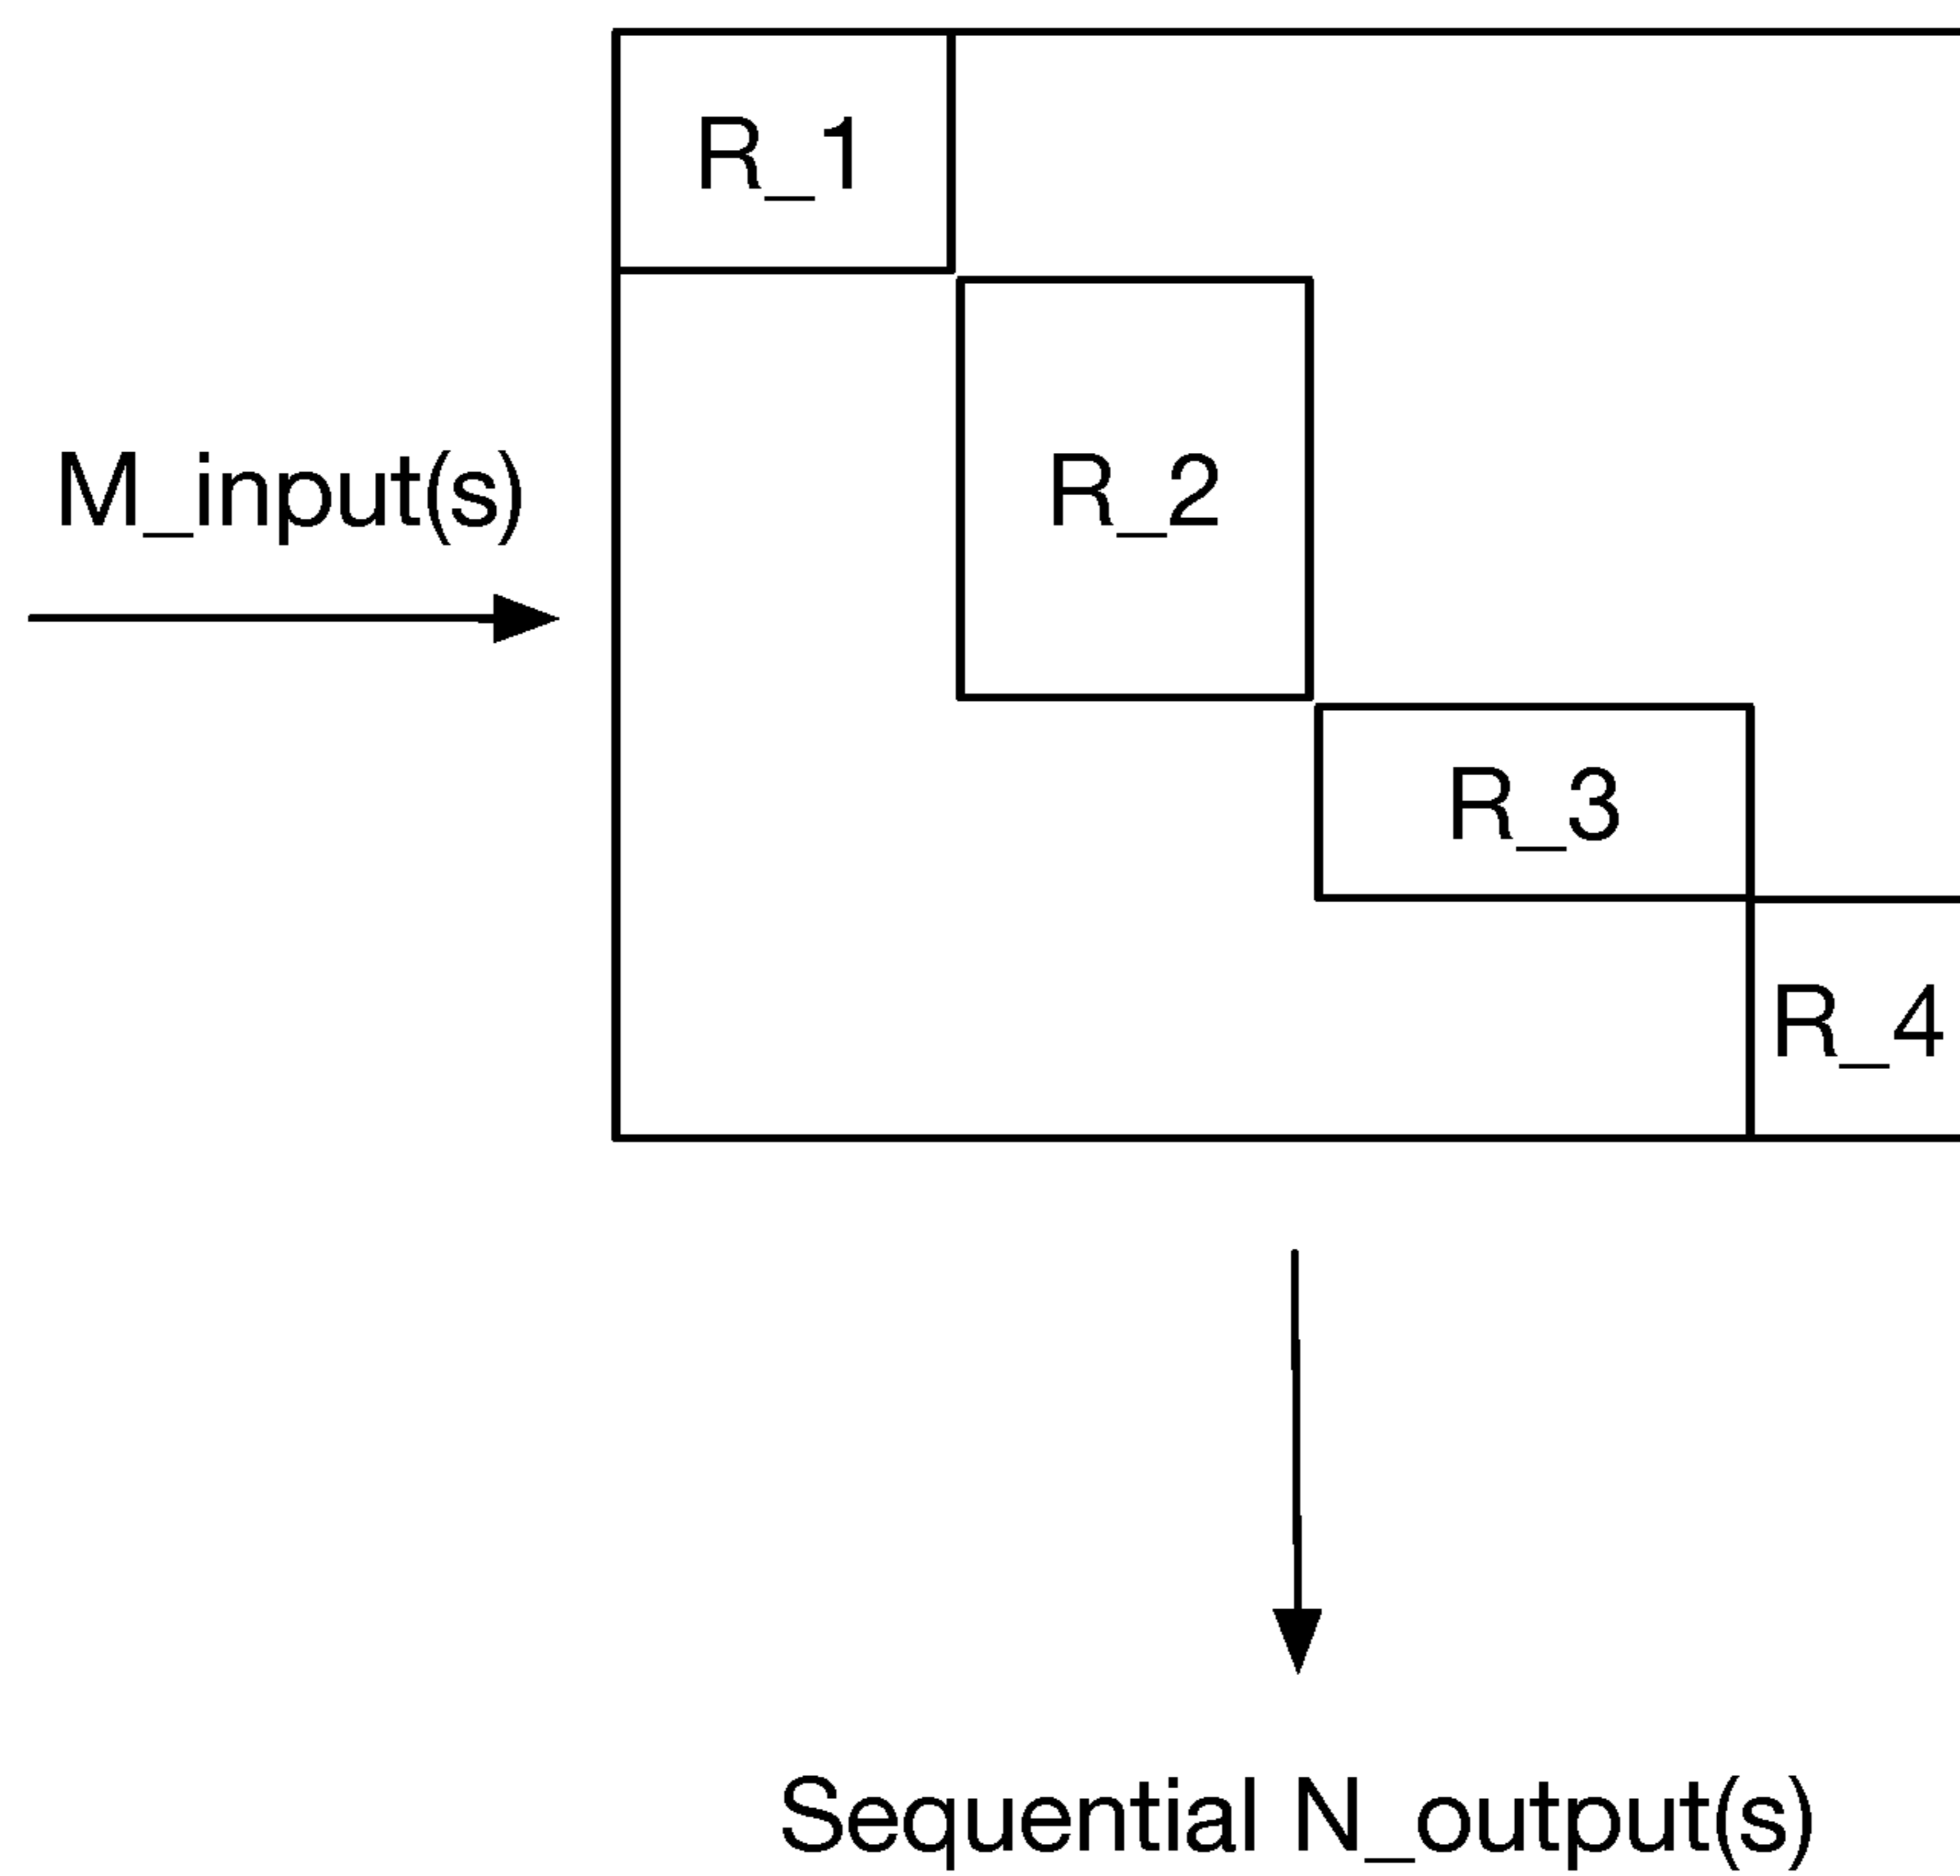 R_1
M_input(s)
R_2
R_3
R_4
Sequential N_output(s)